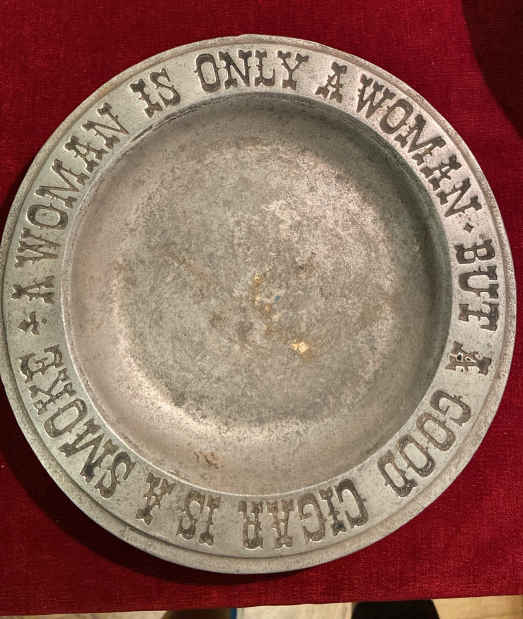 A WOMAN IS ONLY A WOMAN · BUT A GOOD CIGAR IS A SMOKE ·